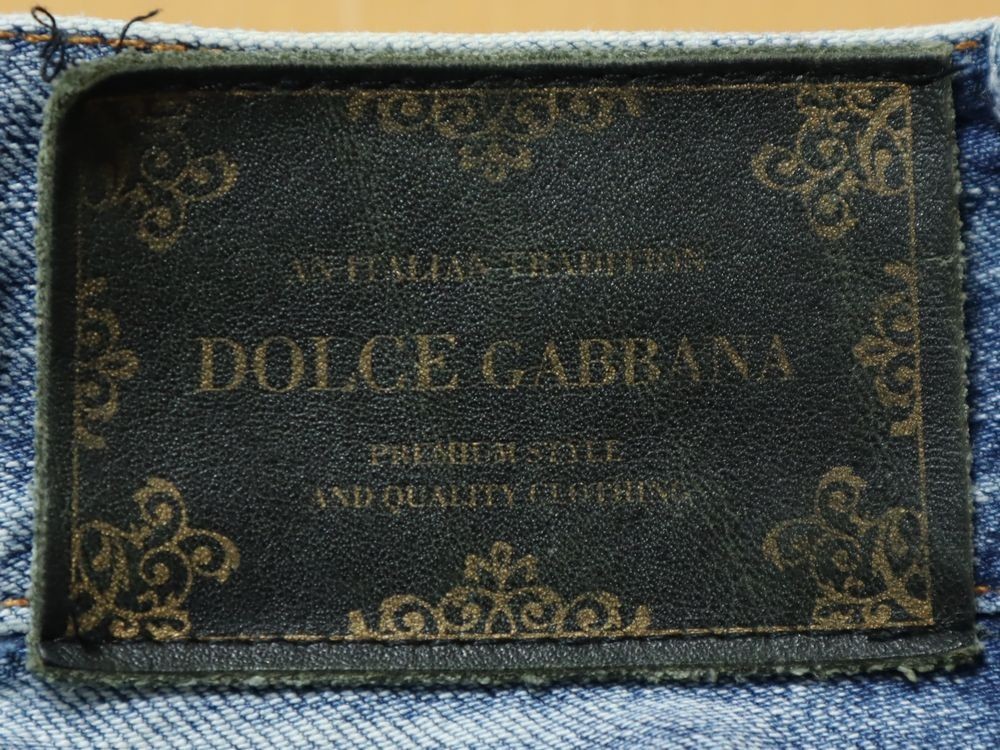 AN ITALIAN TRADITION
DOLCE GABBANA
PREMIUM STYLE
AND QUALITY CLOTHING